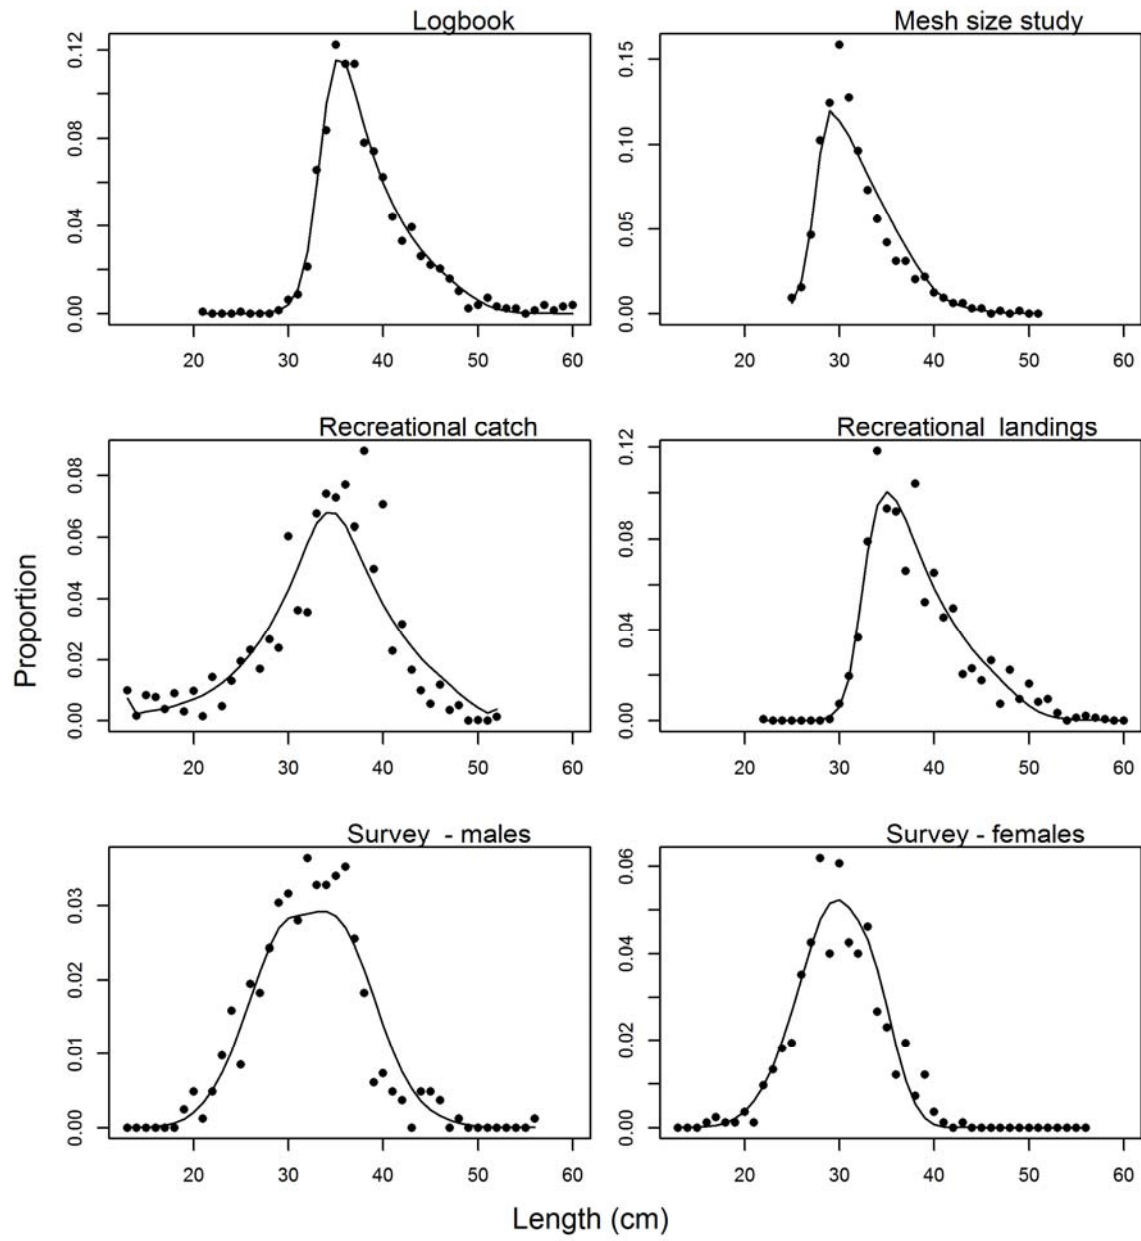 Logbook
Mesh size study
0.00 0.04 0.08 0.12
0.00 0.05 0.10 0.15
20 30 40 50 60
20 30 40 50 60
Recreational catch
Recreational landings
0.00 0.02 0.04 0.06 0.08
0.00 0.04 0.08 0.12
20 30 40 50 60
20 30 40 50 60
Proportion
Survey - males
Survey - females
0.00 0.01 0.02 0.03
0.00 0.02 0.04 0.06
20 30 40 50 60
20 30 40 50 60
Length (cm)